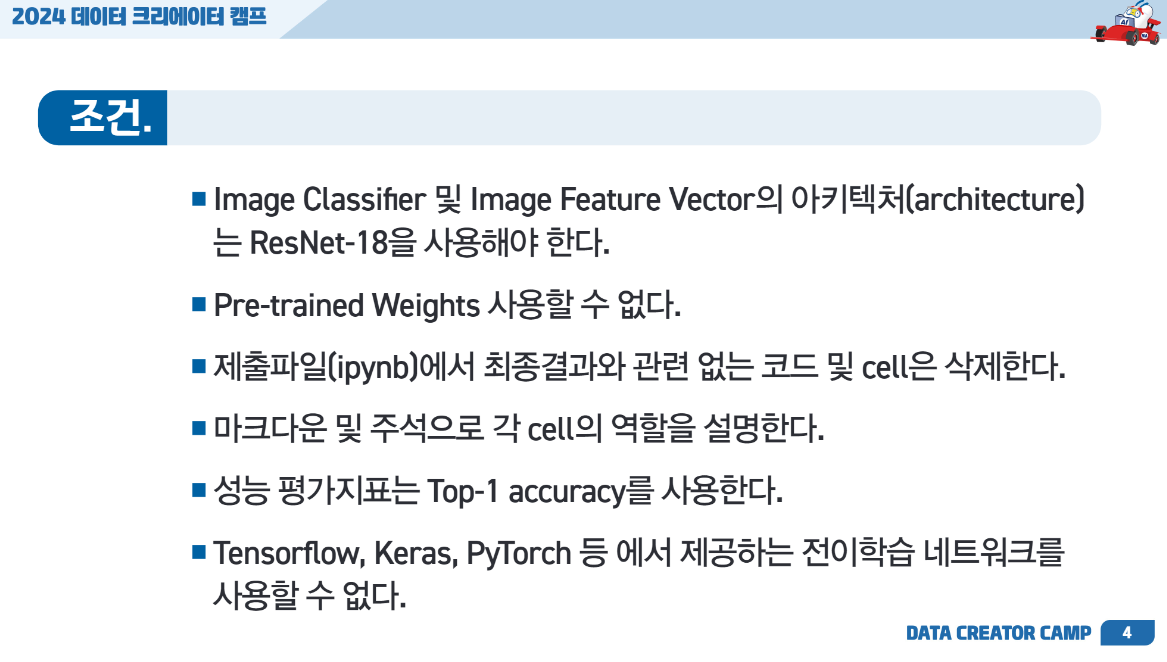 2024 데이터 크리에이터 캠프
AI
조건.
■ Image Classifier 및 Image Feature Vector의 아키텍처(architecture)
는 ResNet-18을 사용해야 한다.
■ Pre-trained Weights 사용할 수 없다.
■ 제출파일(ipynb)에서 최종결과와 관련 없는 코드 및 cell은 삭제한다.
■ 마크다운 및 주석으로 각 cell의 역할을 설명한다.
■ 성능 평가지표는 Top-1 accuracy를 사용한다.
■ Tensorflow, Keras, PyTorch 등 에서 제공하는 전이학습 네트워크를
사용할 수 없다.
DATA CREATOR CAMP 4